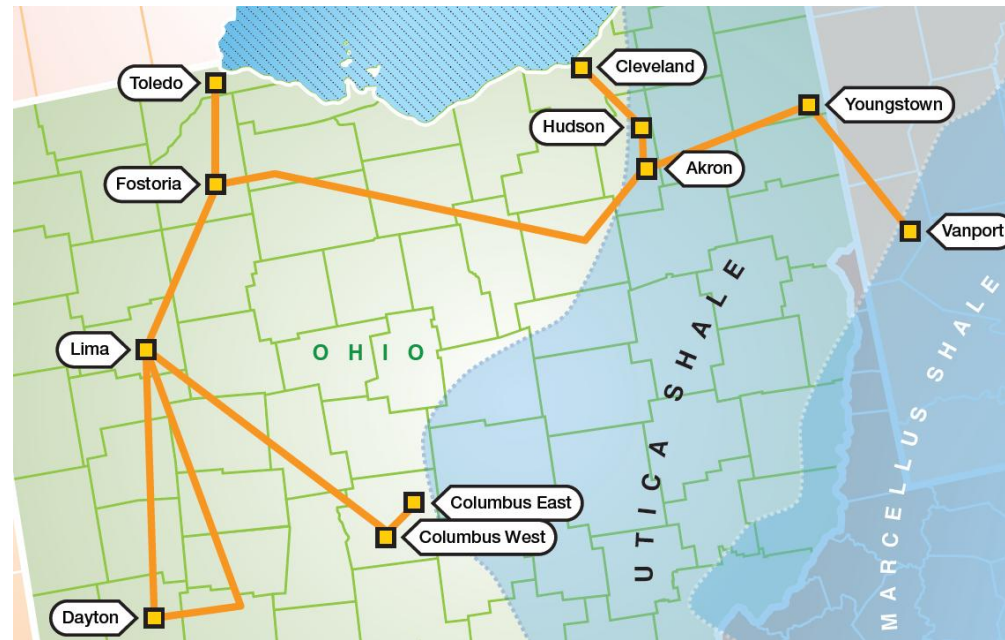 Toledo
Cleveland
Youngstown
Hudson
Akron
Fostoria
Vanport
UTICA SHALE
MARCELLUS SHALE
Lima
OHIO
Columbus East
Columbus West
Dayton